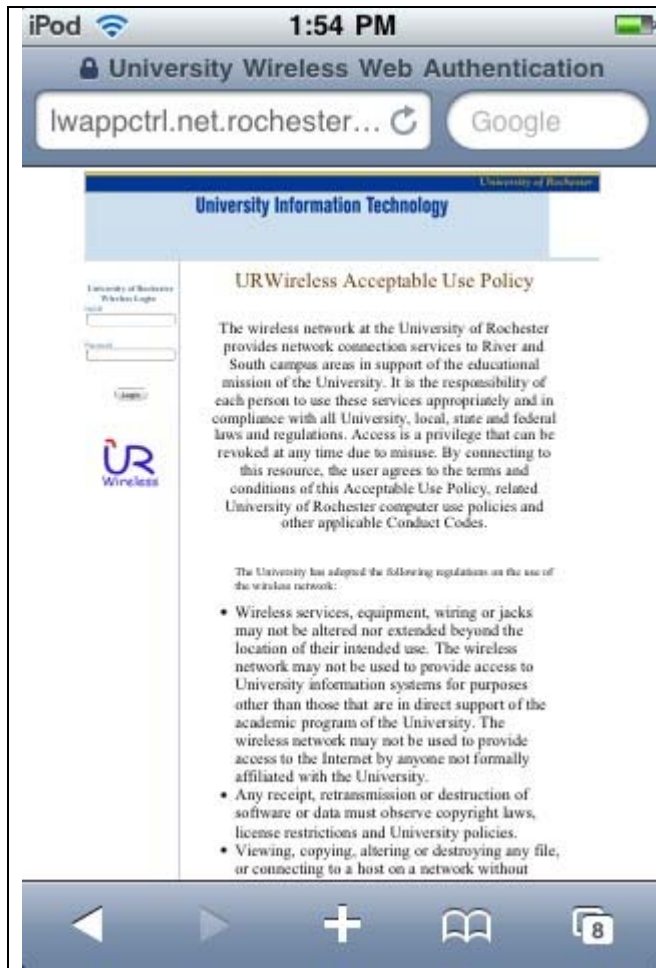 iPod 1:54 PM
University Wireless Web Authentication
lwappctrl.net.rochester... Google
University of Rochester
University Information Technology
University of Rochester
Wireless Login
Password
Login
UR
Wireless
URWireless Acceptable Use Policy
The wireless network at the University of Rochester
provides network connection services to River and
South campus areas in support of the educational
mission of the University. It is the responsibility of
each person to use these services appropriately and in
compliance with all University, local, state and federal
laws and regulations. Access is a privilege that can be
revoked at any time due to misuse. By connecting to
this resource, the user agrees to the terms and
conditions of this Acceptable Use Policy, related
University of Rochester computer use policies and
other applicable Conduct Codes.
The University has adopted the following regulations on the use of
the wireless network:
• Wireless services, equipment, wiring or jacks
may not be altered nor extended beyond the
location of their intended use. The wireless
network may not be used to provide access to
University information systems for purposes
other than those that are in direct support of the
academic program of the University. The
wireless network may not be used to provide
access to the Internet by anyone not formally
affiliated with the University.
• Any receipt, retransmission or destruction of
software or data must observe copyright laws,
license restrictions and University policies.
• Viewing, copying, altering or destroying any file,
or connecting to a host on a network without
8